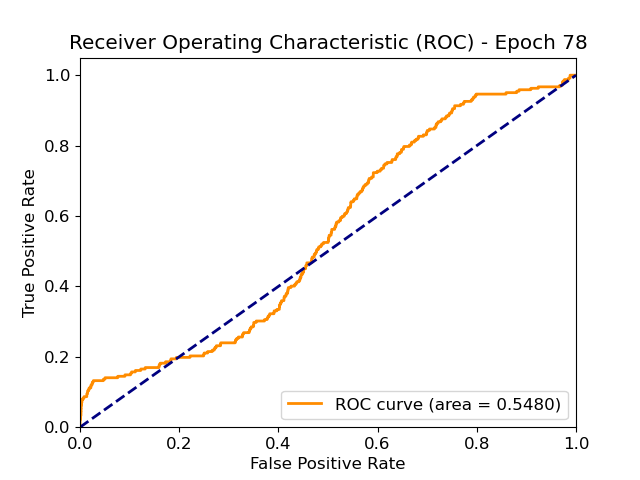 Receiver Operating Characteristic (ROC) - Epoch 78
1.0
0.8
0.6
0.4
0.2
0.0
True Positive Rate
ROC curve (area = 0.5480)
0.0 0.2 0.4 0.6 0.8 1.0
False Positive Rate